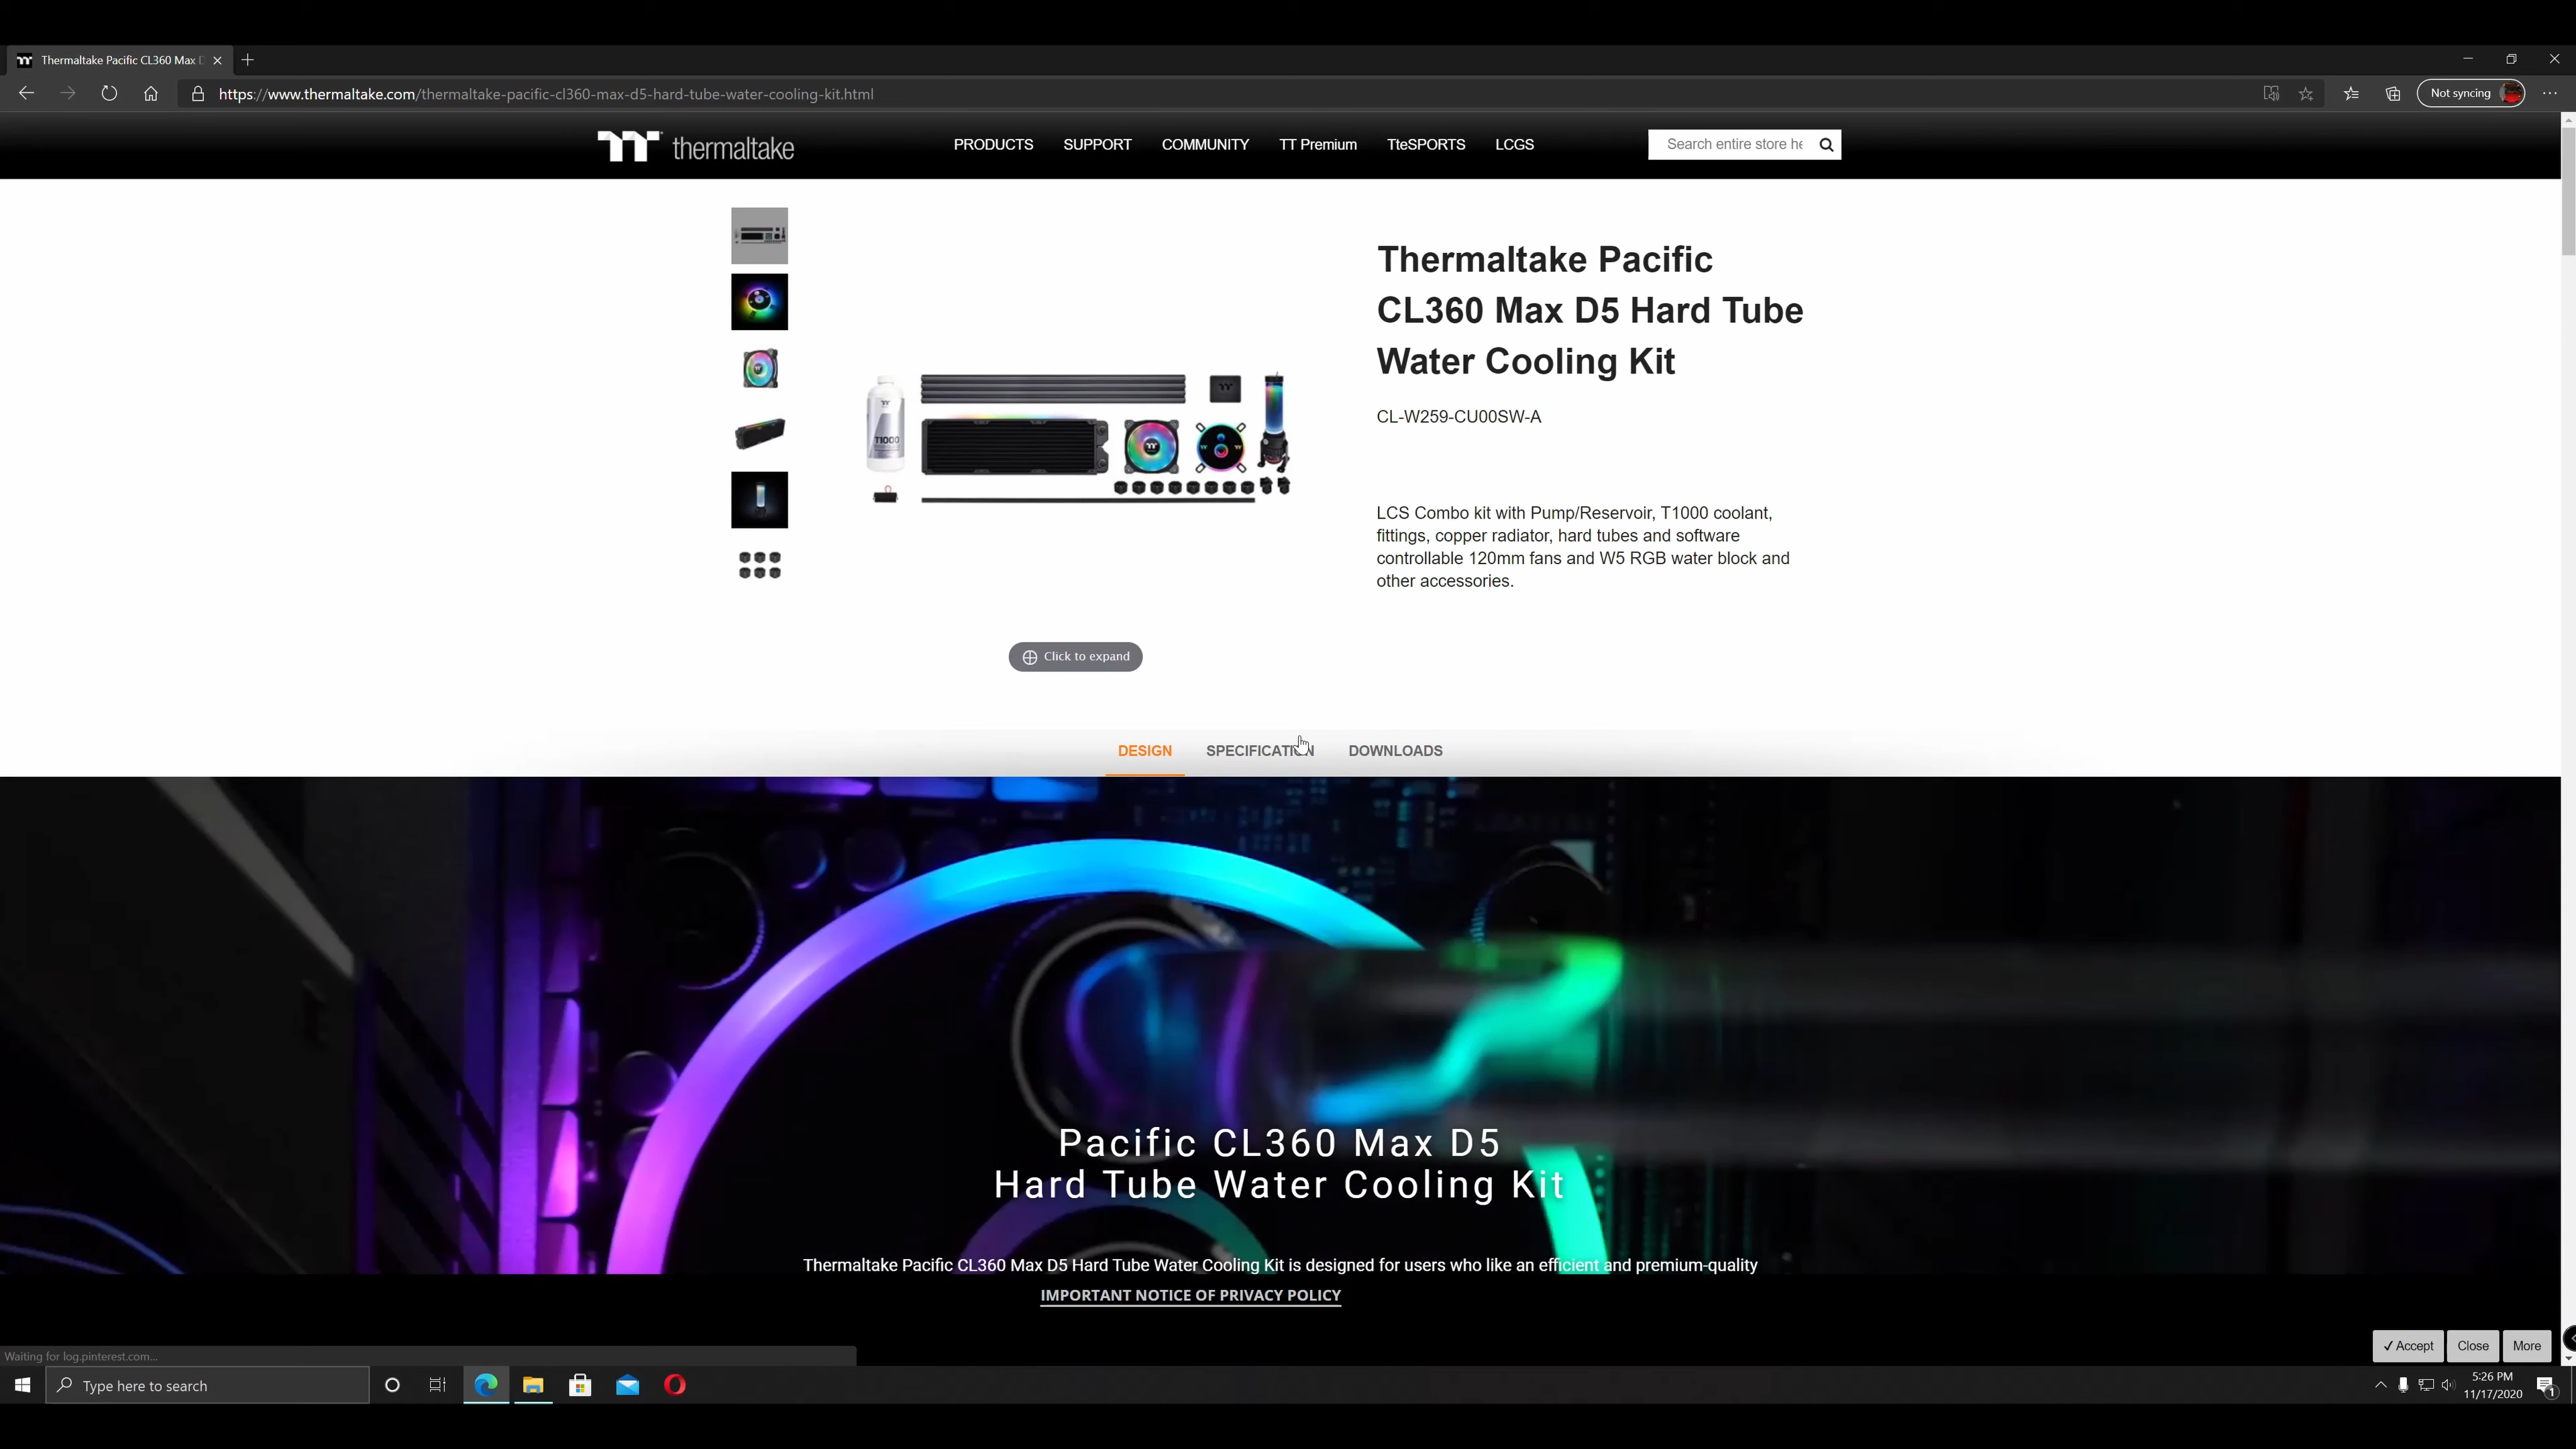 Thermaltake Pacific CL360 Max D
https://www.thermaltake.com/thermaltake-pacific-cl360-max-d5-hard-tube-water-cooling-kit.html
Not syncing
thermaltake
PRODUCTS SUPPORT COMMUNITY TT Premium TteSPORTS LCGS
Search entire store he
Thermaltake Pacific
CL360 Max D5 Hard Tube
Water Cooling Kit
CL-W259-CU00SW-A
T1000
LCS Combo kit with Pump/Reservoir, T1000 coolant,
fittings, copper radiator, hard tubes and software
controllable 120mm fans and W5 RGB water block and
other accessories.
Click to expand
DESIGN SPECIFICATION DOWNLOADS
Pacific CL360 Max D5
Hard Tube Water Cooling Kit
Thermaltake Pacific CL360 Max D5 Hard Tube Water Cooling Kit is designed for users who like an efficient and premium-quality
IMPORTANT NOTICE OF PRIVACY POLICY
✓ Accept Close More
Waiting for log.pinterest.com...
Type here to search
5:26 PM
11/17/2020
1